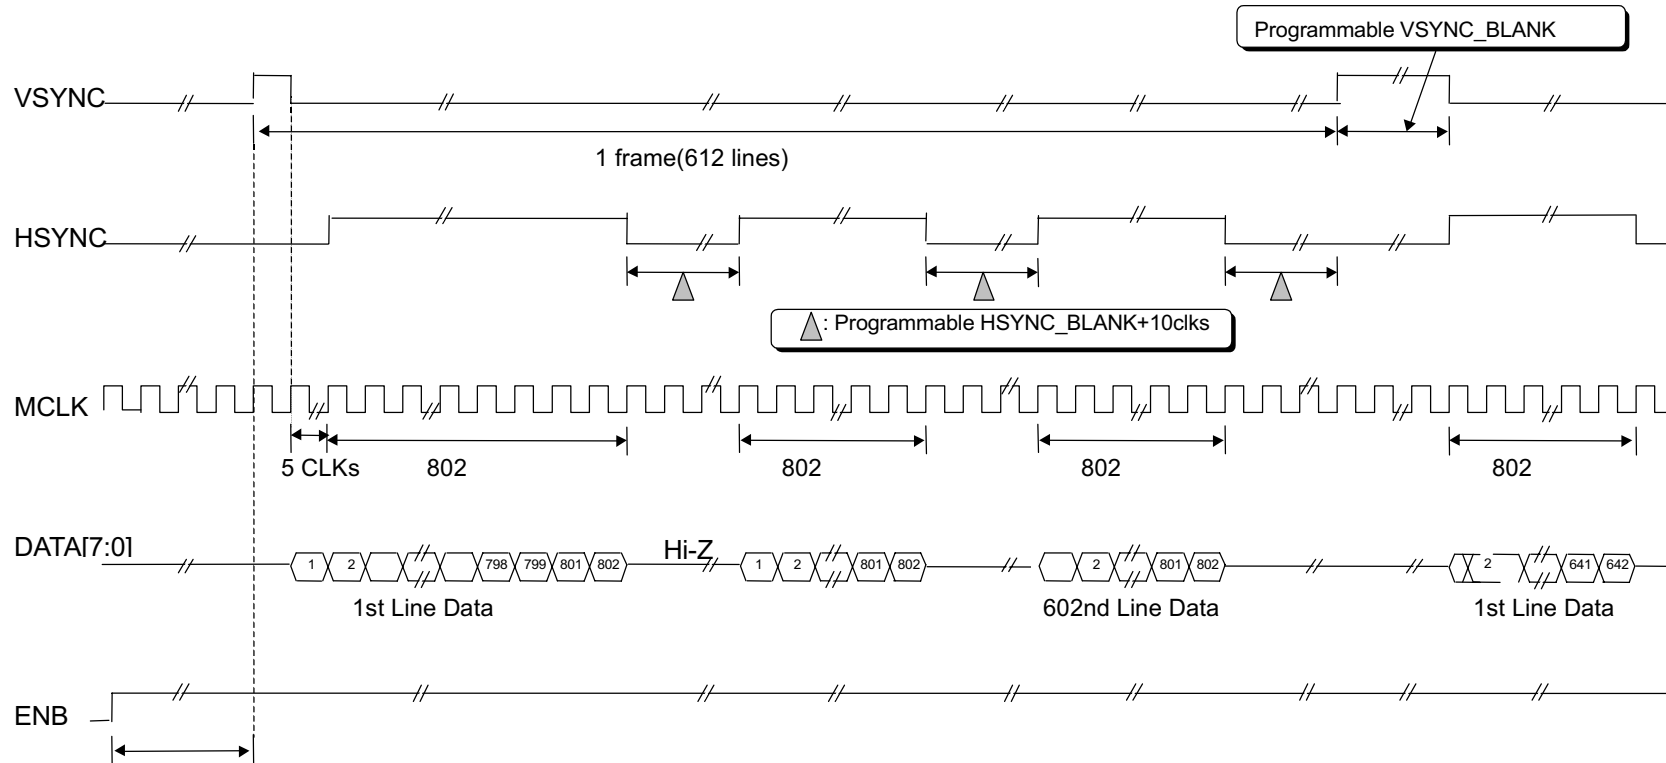 Programmable VSYNC_BLANK
VSYNC
1 frame(612 lines)
HSYNC
: Programmable HSYNC_BLANK+10clks
MCLK
5 CLKs
802
802
802
802
DATA[7:0]
1 2 798 799 801 802
Hi-Z
1 2 801 802
2 801 802
2 641 642
1st Line Data
602nd Line Data
1st Line Data
ENB